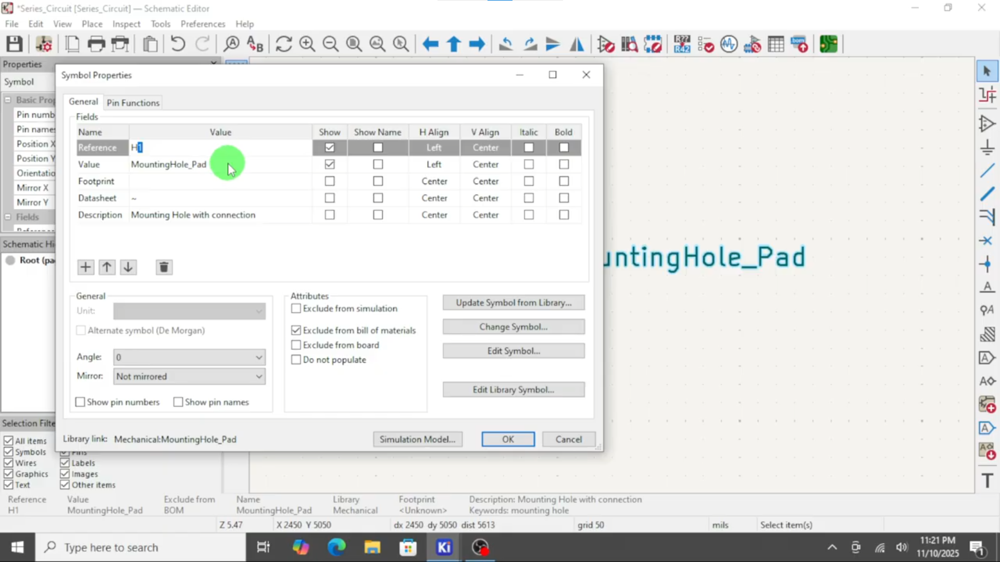 *Series_Circuit [Series_Circuit] — Schematic Editor
File Edit View Place Inspect Tools Preferences Help
Properties
Symbol
Basic Prop
Pin numb
Pin names
Position X
Position Y
Orientatio
Mirror X
Mirror Y
Fields
Schematic Hi
Root (pa
Symbol Properties
General Pin Functions
Fields
Name Value Show Show Name H Align V Align Italic Bold
Reference H1 Left Center
Value MountingHole_Pad Left Center
Footprint Center Center
Datasheet ~ Center Center
Description Mounting Hole with connection Center Center
General
Unit:
Alternate symbol (De Morgan)
Angle: 0
Mirror: Not mirrored
Show pin numbers Show pin names
Attributes
Exclude from simulation
Exclude from bill of materials
Exclude from board
Do not populate
Update Symbol from Library...
Change Symbol...
Edit Symbol...
Edit Library Symbol...
Library link: Mechanical:MountingHole_Pad
Simulation Model... OK Cancel
untingHole_Pad
Selection Filte
All items
Symbols Pins
Wires Labels
Graphics Images
Text Other items
Reference Value Exclude from Name Library Footprint Description: Mounting Hole with connection
H1 MountingHole_Pad BOM MountingHole_Pad Mechanical <Unknown> Keywords: mounting hole
Z 5.47 X 2450 Y 5050 dx 2450 dy 5050 dist 5613 grid 50 mils Select item(s)
Type here to search
Ki
11:21 PM
11/10/2025
1